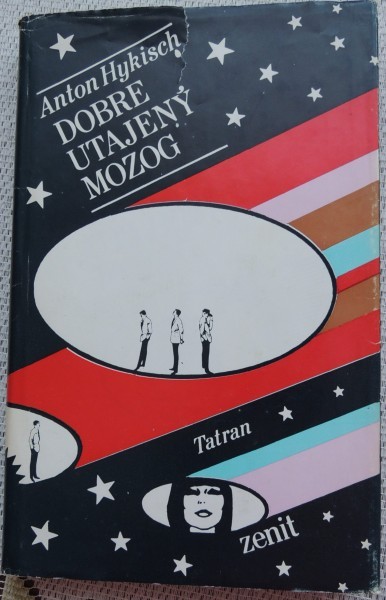 Anton Hykisch
DOBRE
UTAJENÝ
MOZOG
Tatran
zenit